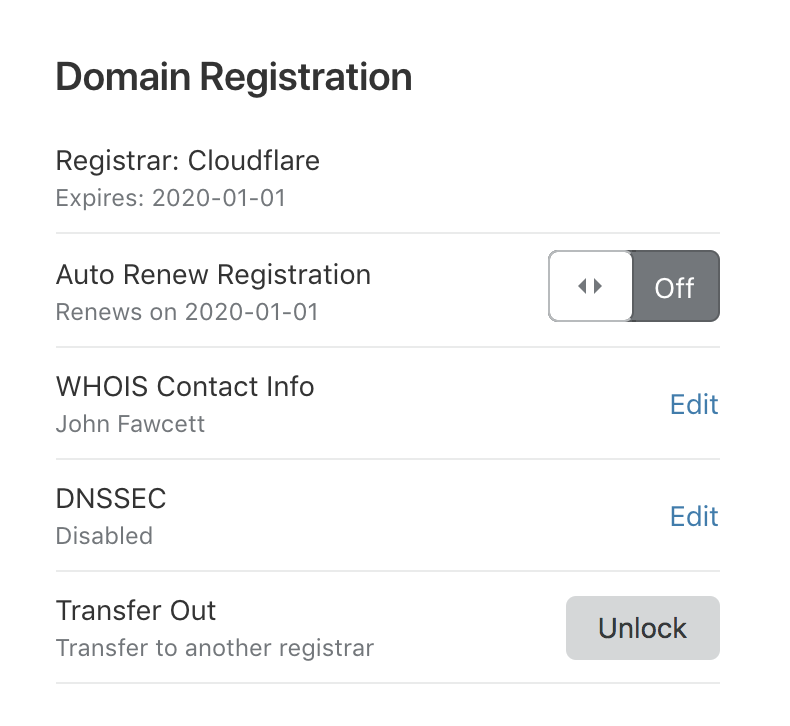 Domain Registration
Registrar: Cloudflare
Expires: 2020-01-01
Auto Renew Registration
Renews on 2020-01-01
Off
WHOIS Contact Info
John Fawcett
Edit
DNSSEC
Disabled
Edit
Transfer Out
Transfer to another registrar
Unlock